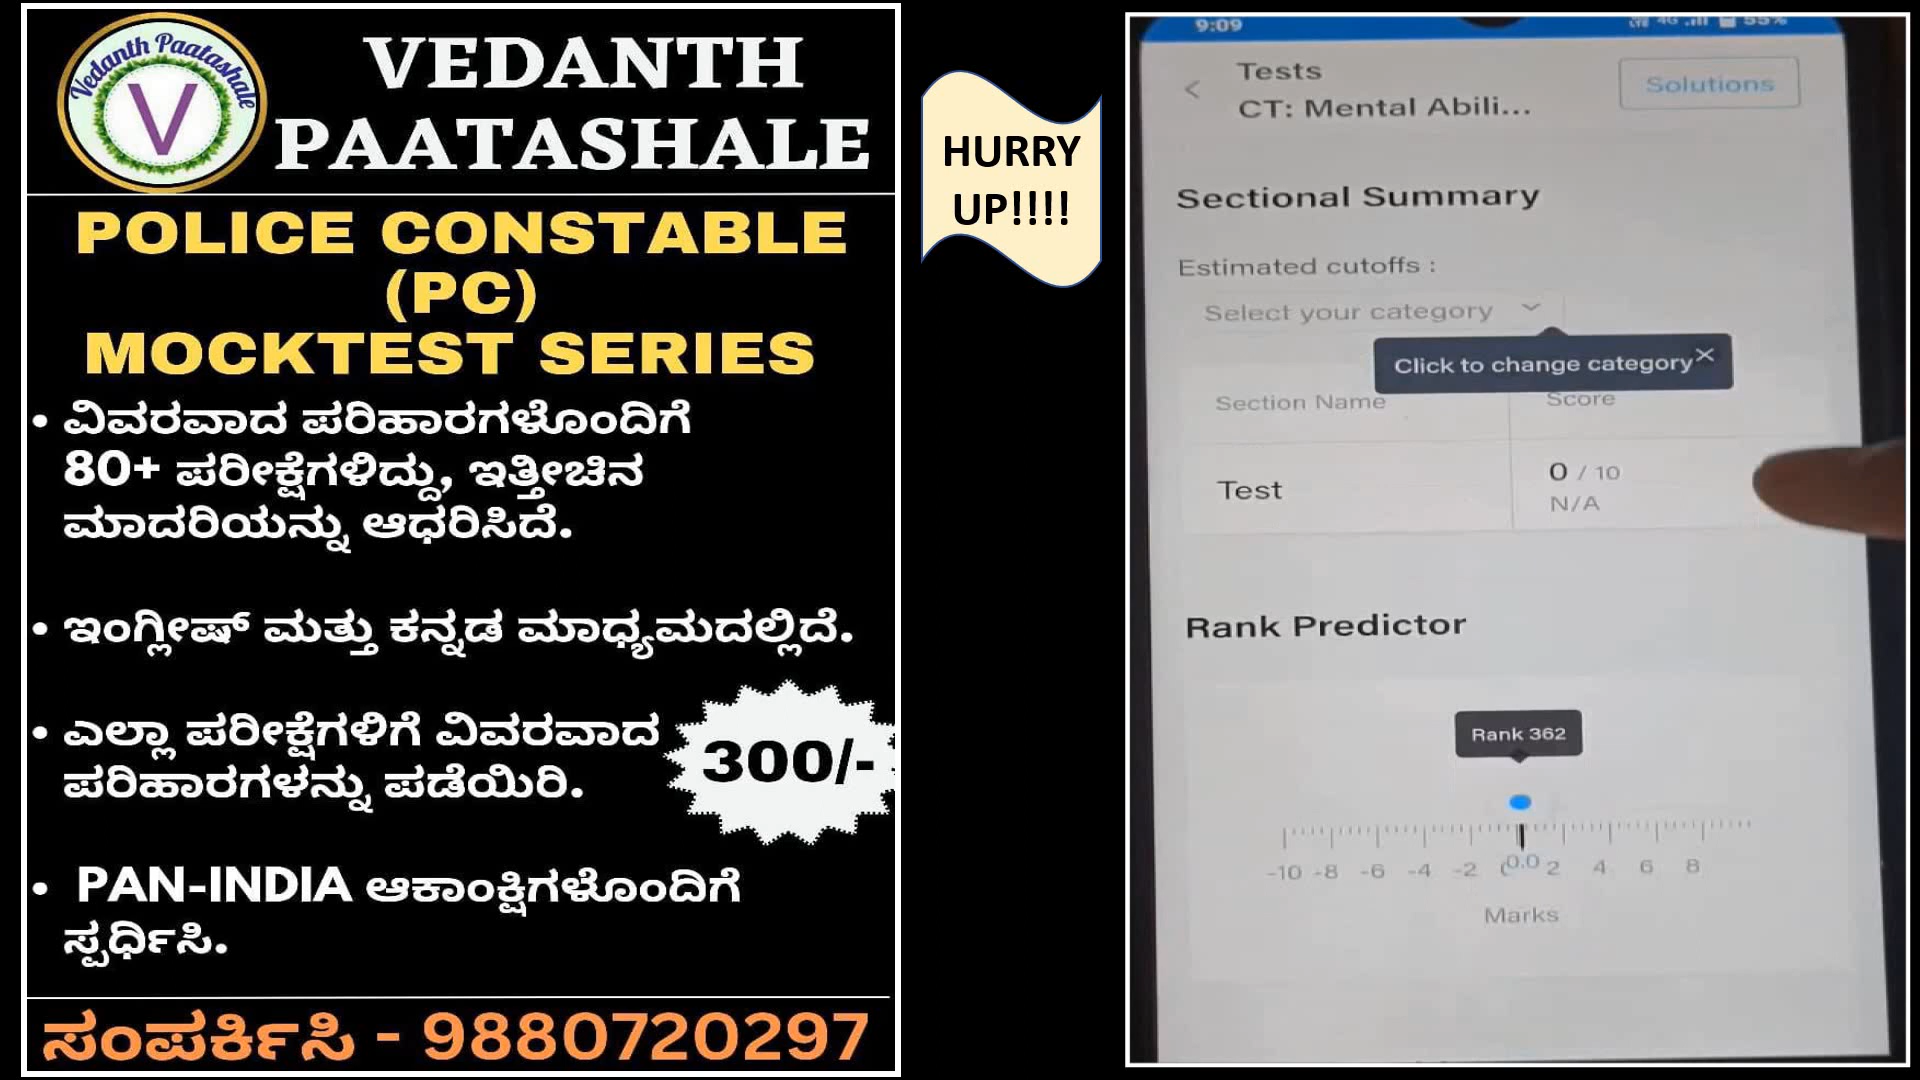 Vedanth Paatashale
V
VEDANTH
PAATASHALE
POLICE CONSTABLE
(PC)
MOCKTEST SERIES
• ವಿವರವಾದ ಪರಿಹಾರಗಳೊಂದಿಗೆ
80+ ಪರೀಕ್ಷೆಗಳಿದ್ದು, ಇತ್ತೀಚಿನ
ಮಾದರಿಯನ್ನು ಆಧರಿಸಿದೆ.
• ಇಂಗ್ಲೀಷ್ ಮತ್ತು ಕನ್ನಡ ಮಾಧ್ಯಮದಲ್ಲಿದೆ.
• ಎಲ್ಲಾ ಪರೀಕ್ಷೆಗಳಿಗೆ ವಿವರವಾದ
ಪರಿಹಾರಗಳನ್ನು ಪಡೆಯಿರಿ.
300/-
• PAN-INDIA ಆಕಾಂಕ್ಷಿಗಳೊಂದಿಗೆ
ಸ್ಪರ್ಧಿಸಿ.
ಸಂಪರ್ಕಿಸಿ - 9880720297
HURRY
UP!!!!
9:09
4G 55%
Tests
CT: Mental Abili...
Solutions
Sectional Summary
Estimated cutoffs :
Select your category
Click to change category ×
Section Name Score
Test
0 / 10
N/A
Rank Predictor
Rank 362
-10 -8 -6 -4 -2 0.0 2 4 6 8
Marks